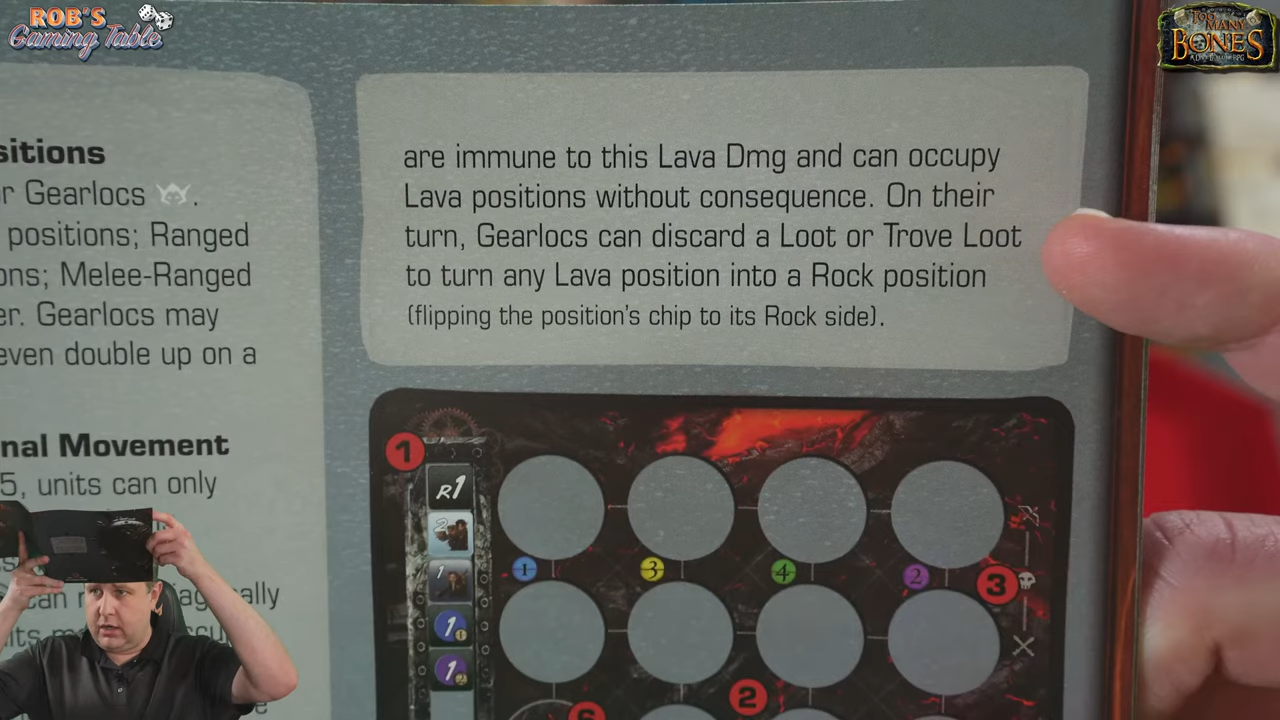 ROB'S
Gaming Table
TOO
MANY
BONES
sitions
or Gearlocs
positions; Ranged
ons; Melee-Ranged
er. Gearlocs may
even double up on a
nal Movement
5, units can only
are immune to this Lava Dmg and can occupy
Lava positions without consequence. On their
turn, Gearlocs can discard a Loot or Trove Loot
to turn any Lava position into a Rock position
(flipping the position's chip to its Rock side).
1
R1
2
1
1
1
1
3
4
2
3
2
6